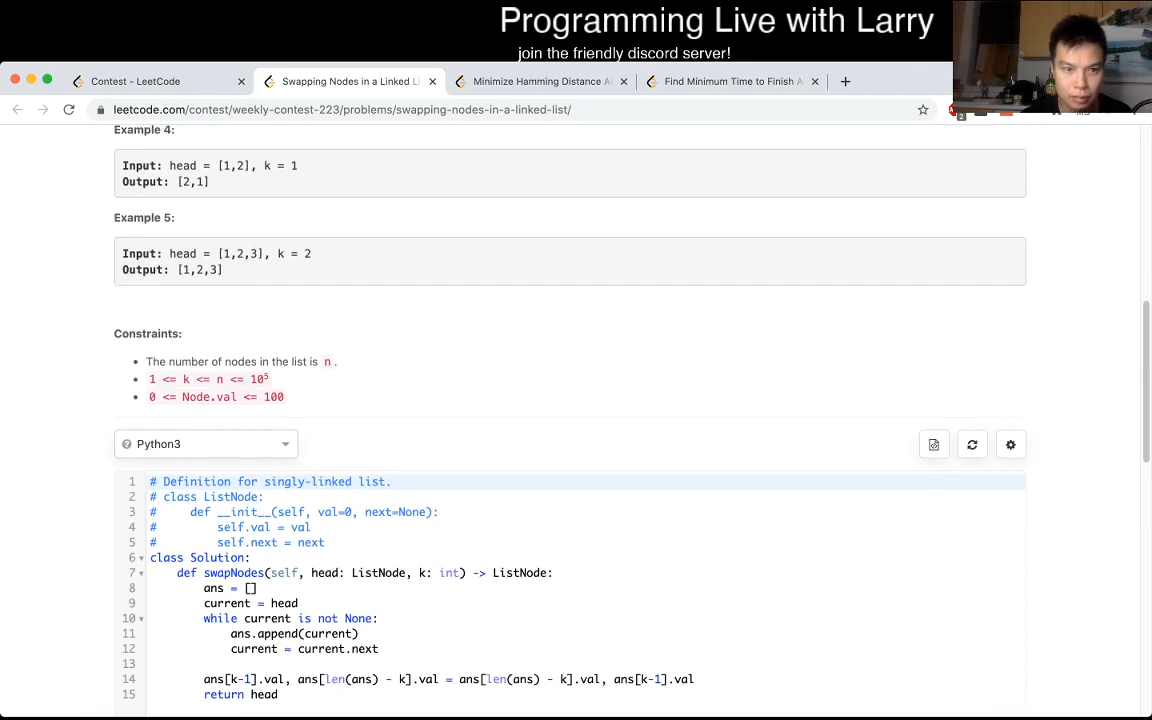 Programming Live with Larry
join the friendly discord server!
Contest - LeetCode
Swapping Nodes in a Linked Li
Minimize Hamming Distance A
Find Minimum Time to Finish A
leetcode.com/contest/weekly-contest-223/problems/swapping-nodes-in-a-linked-list/
2
Example 4:
Input: head = [1,2], k = 1
Output: [2,1]
Example 5:
Input: head = [1,2,3], k = 2
Output: [1,2,3]
Constraints:
• The number of nodes in the list is n.
• 1 <= k <= n <= 10⁵
• 0 <= Node.val <= 100
Python3
1 # Definition for singly-linked list.
2 # class ListNode:
3 #     def __init__(self, val=0, next=None):
4 #         self.val = val
5 #         self.next = next
6 class Solution:
7     def swapNodes(self, head: ListNode, k: int) -> ListNode:
8         ans = []
9         current = head
10         while current is not None:
11             ans.append(current)
12             current = current.next
13
14         ans[k-1].val, ans[len(ans) - k].val = ans[len(ans) - k].val, ans[k-1].val
15         return head